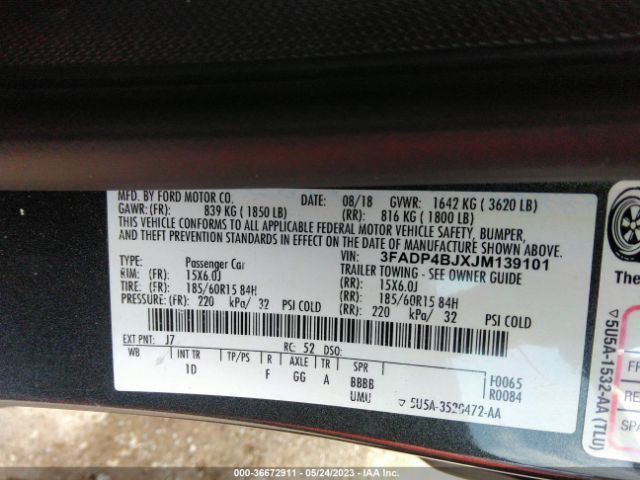 MFD. BY FORD MOTOR CO. DATE: 08/18 GVWR: 1642 KG ( 3620 LB)
GAWR: (FR): 839 KG ( 1850 LB) (RR): 816 KG ( 1800 LB)
THIS VEHICLE CONFORMS TO ALL APPLICABLE FEDERAL MOTOR VEHICLE SAFETY, BUMPER,
AND THEFT PREVENTION STANDARDS IN EFFECT ON THE DATE OF MANUFACTURE SHOWN ABOVE.
VIN: 3FADP4BJXJM139101
TYPE: Passenger Car TRAILER TOWING - SEE OWNER GUIDE
RIM: (FR) 15X6.0J (RR): 15X6.0J
TIRE: (FR) 185/60R15 84H (RR): 185/60R15 84H
PRESSURE: (FR) 220 kPa/ 32 PSI COLD (RR): 220 kPa/ 32 PSI COLD
EXT PNT: J7 RC: 52 DSO:
WB INT TR TP/PS R AXLE TR SPR
1D F GG A BBBB F0065
UMU R0084
▽5U5A-3520472-AA
▽5U5A-1532-AA (TLU)
FR
RE
SPA
000-36672911 - 05/24/2023 - IAA Inc.